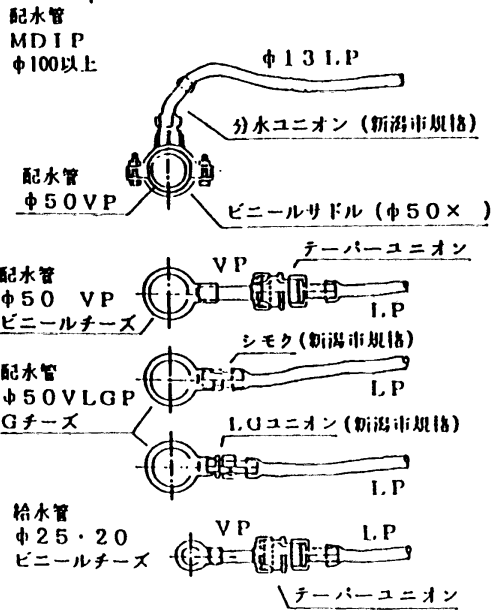 配水管
MDIP
φ100以上
φ13LP
分水ユニオン(新潟市規格)
配水管
φ50VP
ビニールサドル(φ50× )
テーパーユニオン
VP
配水管
φ50 VP
ビニールチーズ
LP
シモク(新潟市規格)
配水管
φ50VLGP
Gチーズ
LP
LGユニオン(新潟市規格)
LP
給水管
φ25・20
ビニールチーズ
VP
LP
テーパーユニオン